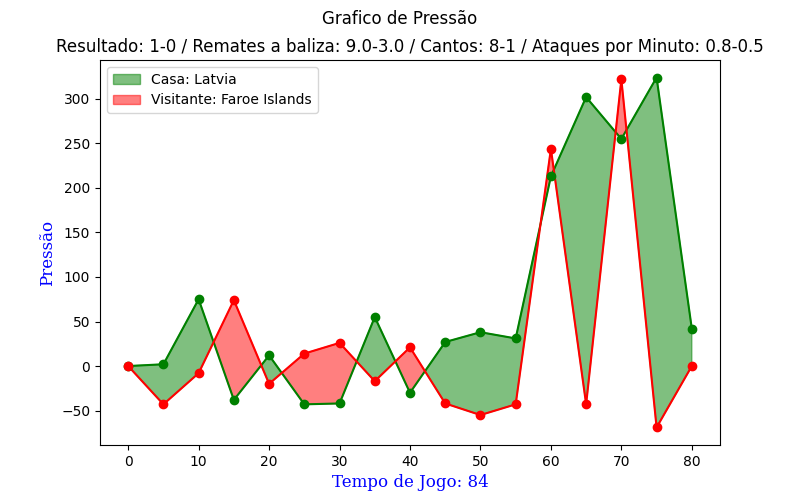 Grafico de Pressão
Resultado: 1-0 / Remates a baliza: 9.0-3.0 / Cantos: 8-1 / Ataques por Minuto: 0.8-0.5
Casa: Latvia
Visitante: Faroe Islands
300
250
200
150
100
50
0
−50
Pressão
0 10 20 30 40 50 60 70 80
Tempo de Jogo: 84